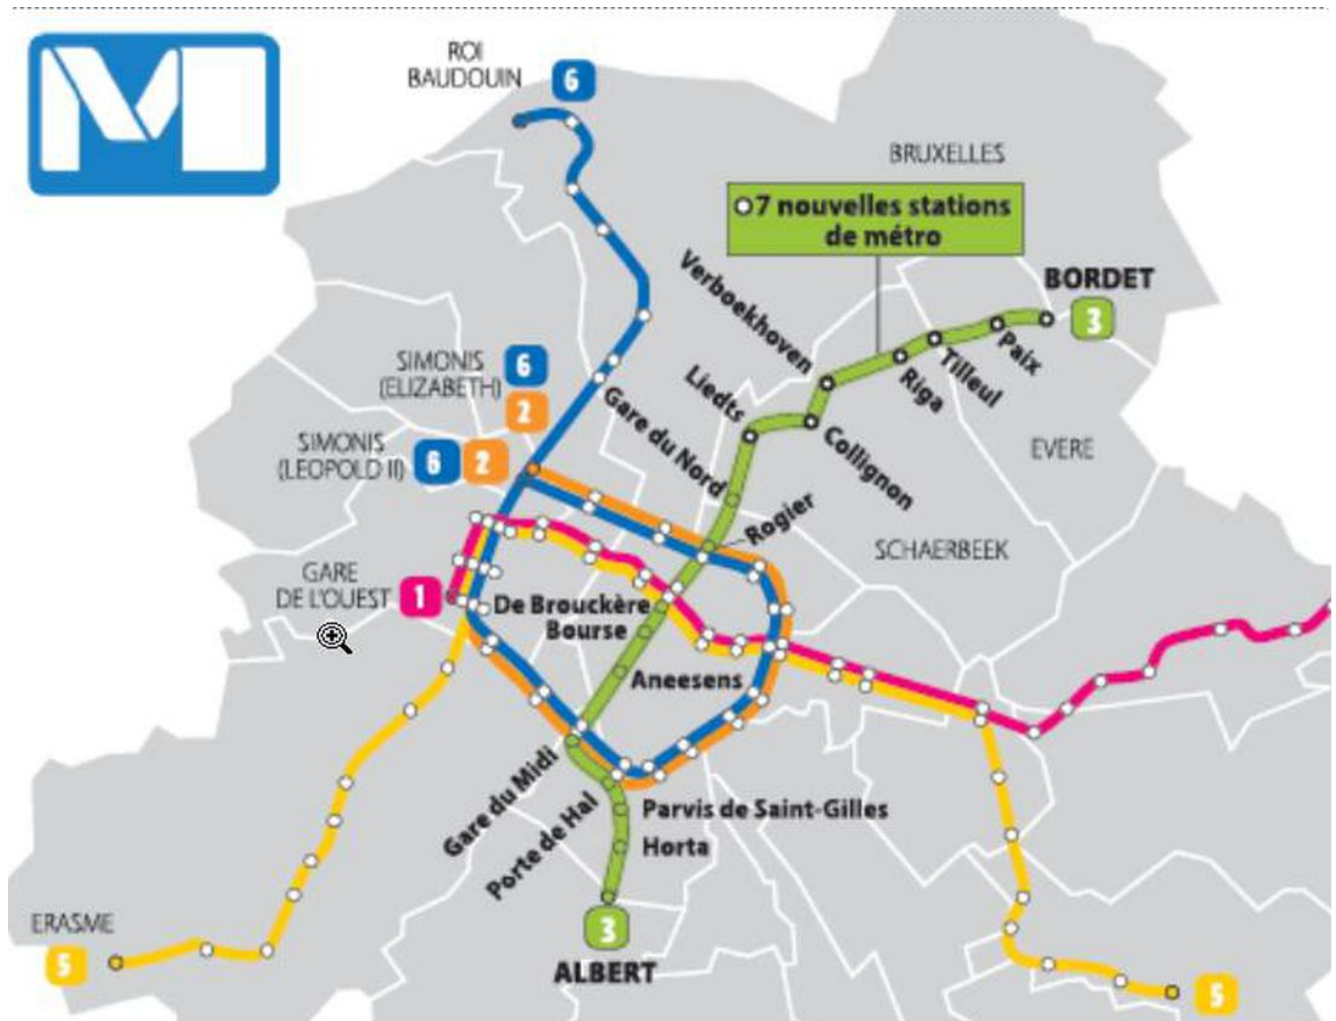 M
ROI
BAUDOUIN
6
BRUXELLES
7 nouvelles stations
de métro
BORDET
3
Verboekhoven
Paix
Tilleul
Riga
Liedts
Collignon
EVERE
SIMONIS
(ELIZABETH)
6
2
SIMONIS
(LEOPOLD II)
6
2
Gare du Nord
Rogier
SCHAERBEEK
GARE
DE L'OUEST
1
De Brouckère
Bourse
Aneesens
Gare du Midi
Porte de Hal
Parvis de Saint-Gilles
Horta
3
ALBERT
ERASME
5
5